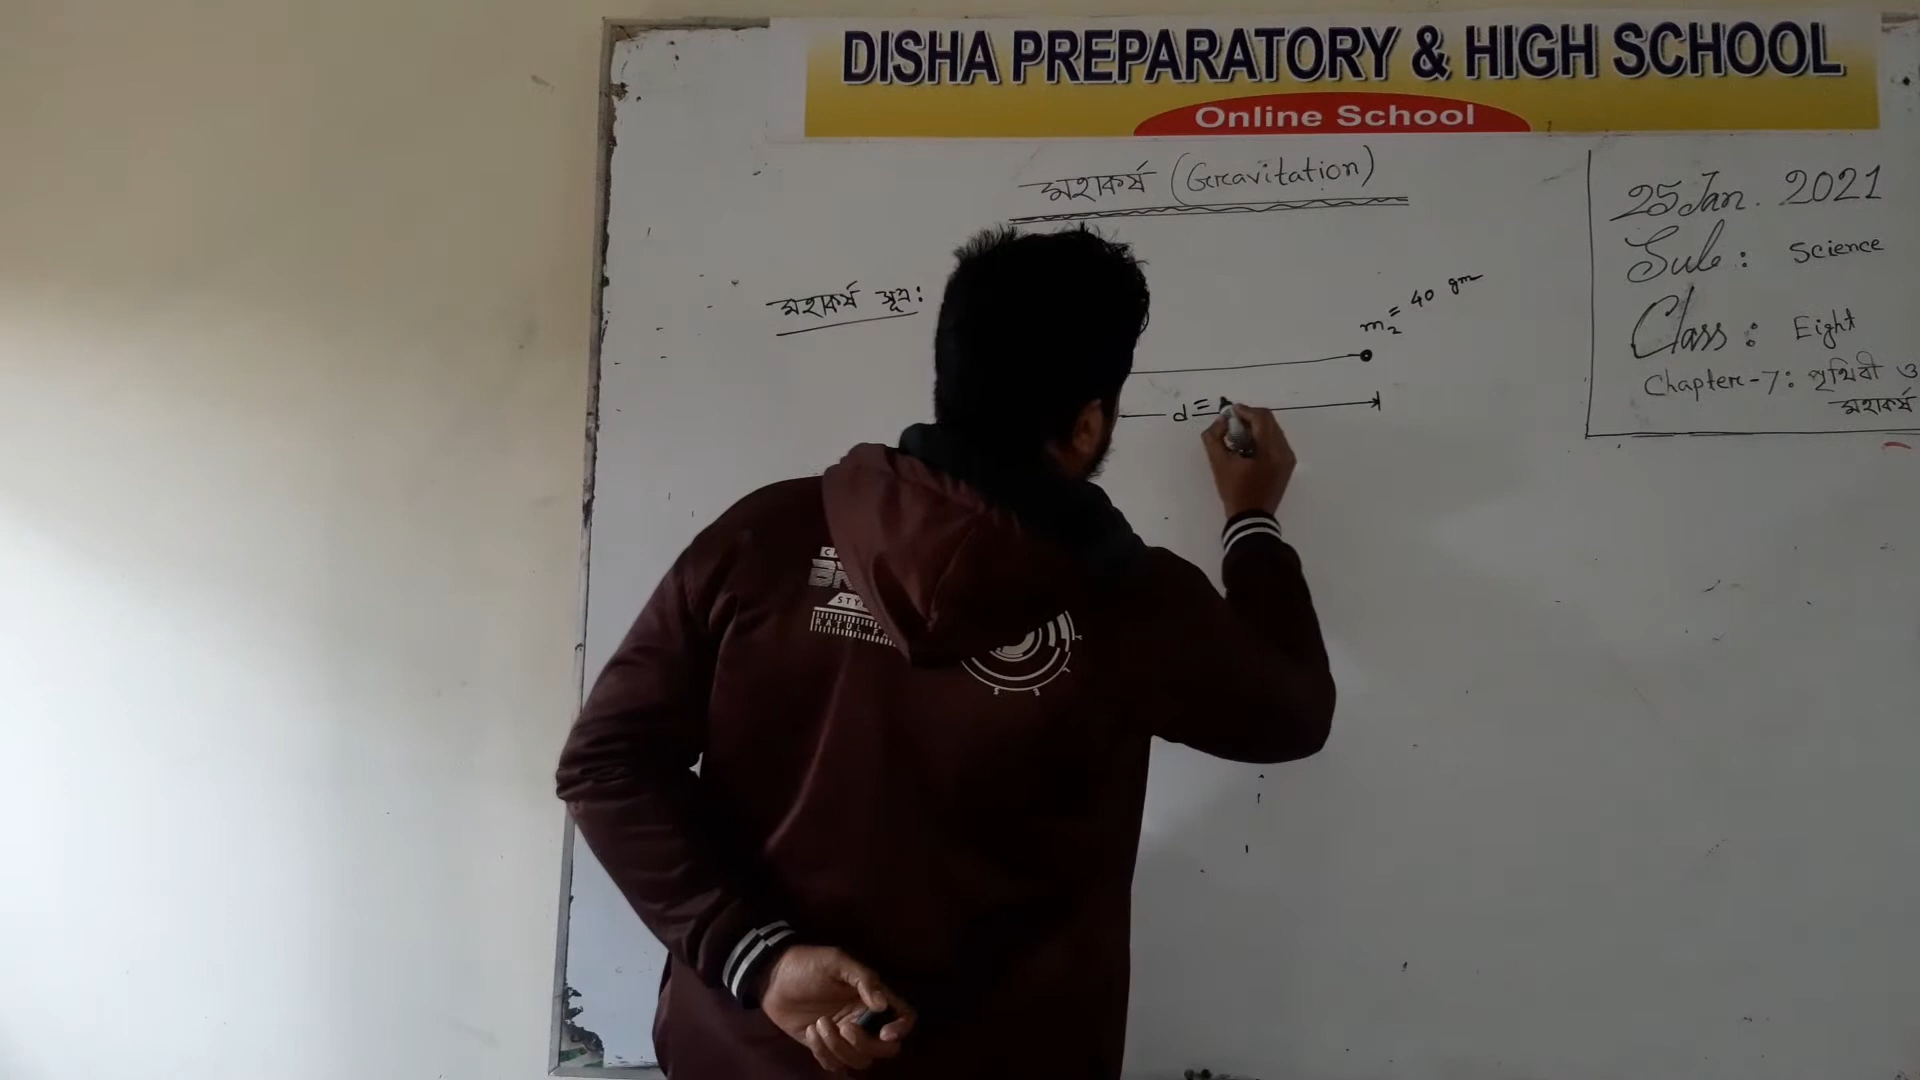 DISHA PREPARATORY & HIGH SCHOOL
Online School
মহাকর্ষ (Gravitation)
25 Jan. 2021
Sub: Science
Class: Eight
Chapter-7: পৃথিবী ও
মহাকর্ষ
মহাকর্ষ সূত্র:
m₂ = 40 gm
d =
RATUL F